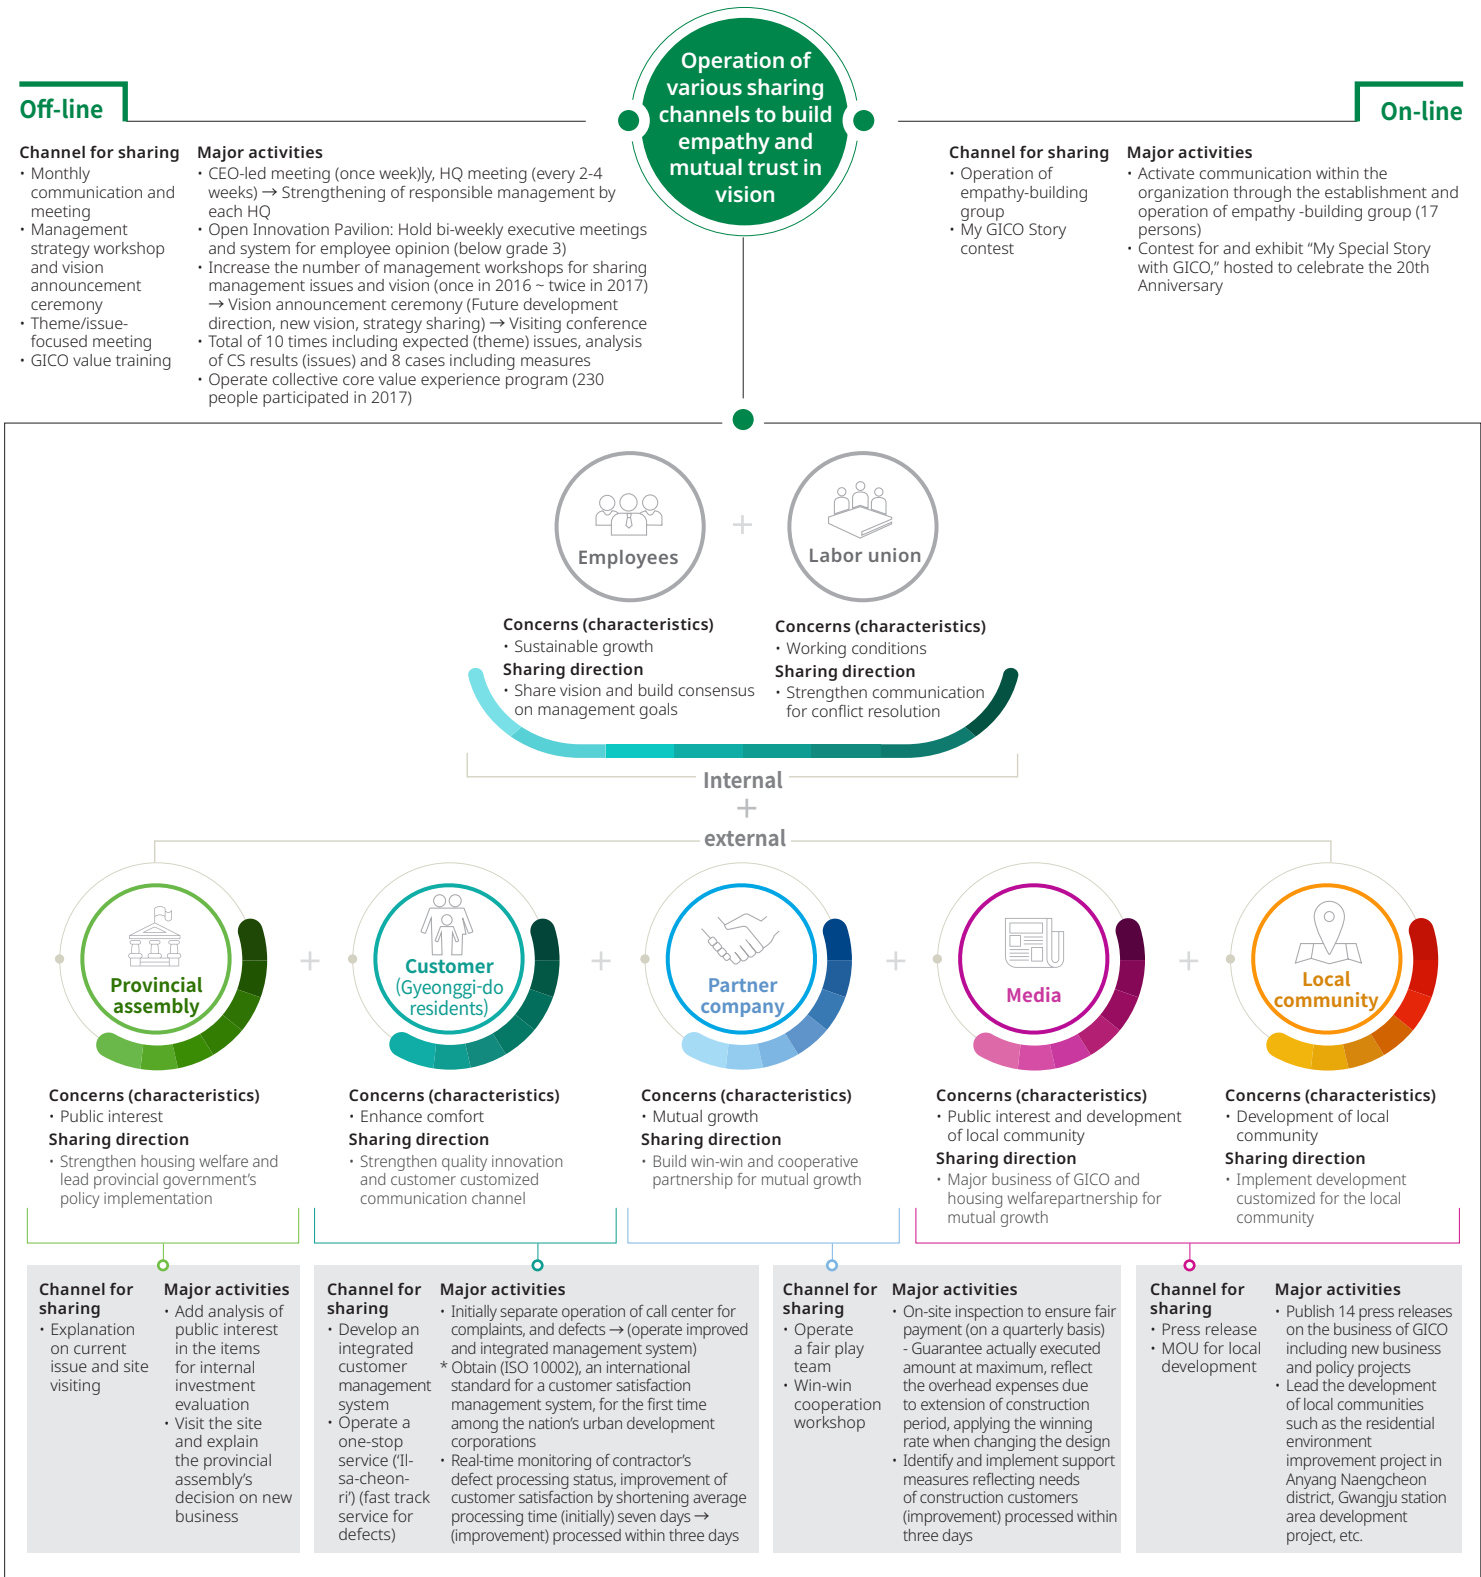 Operation of
various sharing
channels to build
empathy and
mutual trust in
vision
Off-line
Channel for sharing
・Monthly
communication and
meeting
・Management
strategy workshop
and vision
announcement
ceremony
・Theme/issue-
focused meeting
・GICO value training
Major activities
・CEO-led meeting (once week)ly, HQ meeting (every 2-4
weeks) → Strengthening of responsible management by
each HQ
・Open Innovation Pavilion: Hold bi-weekly executive meetings
and system for employee opinion (below grade 3)
・Increase the number of management workshops for sharing
management issues and vision (once in 2016 ~ twice in 2017)
→ Vision announcement ceremony (Future development
direction, new vision, strategy sharing) → Visiting conference
・Total of 10 times including expected (theme) issues, analysis
of CS results (issues) and 8 cases including measures
・Operate collective core value experience program (230
people participated in 2017)
On-line
Channel for sharing
・Operation of
empathy-building
group
・My GICO Story
contest
Major activities
・Activate communication within the
organization through the establishment and
operation of empathy -building group (17
persons)
・Contest for and exhibit “My Special Story
with GICO,” hosted to celebrate the 20th
Anniversary
Employees
+
Labor union
Concerns (characteristics)
・Sustainable growth
Sharing direction
・Share vision and build consensus
on management goals
Concerns (characteristics)
・Working conditions
Sharing direction
・Strengthen communication
for conflict resolution
Internal
+
external
Provincial
assembly
+
Customer
(Gyeonggi-do
residents)
+
Partner
company
+
Media
+
Local
community
Concerns (characteristics)
・Public interest
Sharing direction
・Strengthen housing welfare and
lead provincial government’s
policy implementation
Concerns (characteristics)
・Enhance comfort
Sharing direction
・Strengthen quality innovation
and customer customized
communication channel
Concerns (characteristics)
・Mutual growth
Sharing direction
・Build win-win and cooperative
partnership for mutual growth
Concerns (characteristics)
・Public interest and development
of local community
Sharing direction
・Major business of GICO and
housing welfarepartnership for
mutual growth
Concerns (characteristics)
・Development of local
community
Sharing direction
・Implement development
customized for the local
community
Channel for
sharing
・Explanation
on current
issue and site
visiting
Major activities
・Add analysis of
public interest
in the items
for internal
investment
evaluation
・Visit the site
and explain
the provincial
assembly’s
decision on new
business
Channel for
sharing
・Develop an
integrated
customer
management
system
・Operate a
one-stop
service (‘Il-
sa-cheon-
ri’) (fast track
service for
defects)
Major activities
・Initially separate operation of call center for
complaints, and defects → (operate improved
and integrated management system)
* Obtain (ISO 10002), an international
standard for a customer satisfaction
management system, for the first time
among the nation’s urban development
corporations
・Real-time monitoring of contractor’s
defect processing status, improvement of
customer satisfaction by shortening average
processing time (initially) seven days →
(improvement) processed within three days
Channel for
sharing
・Operate
a fair play
team
・Win-win
cooperation
workshop
Major activities
・On-site inspection to ensure fair
payment (on a quarterly basis)
- Guarantee actually executed
amount at maximum, reflect
the overhead expenses due
to extension of construction
period, applying the winning
rate when changing the design
・Identify and implement support
measures reflecting needs
of construction customers
(improvement) processed within
three days
Channel for
sharing
・Press release
・MOU for local
development
Major activities
・Publish 14 press releases
on the business of GICO
including new business
and policy projects
・Lead the development
of local communities
such as the residential
environment
improvement project in
Anyang Naengcheon
district, Gwangju station
area development
project, etc.